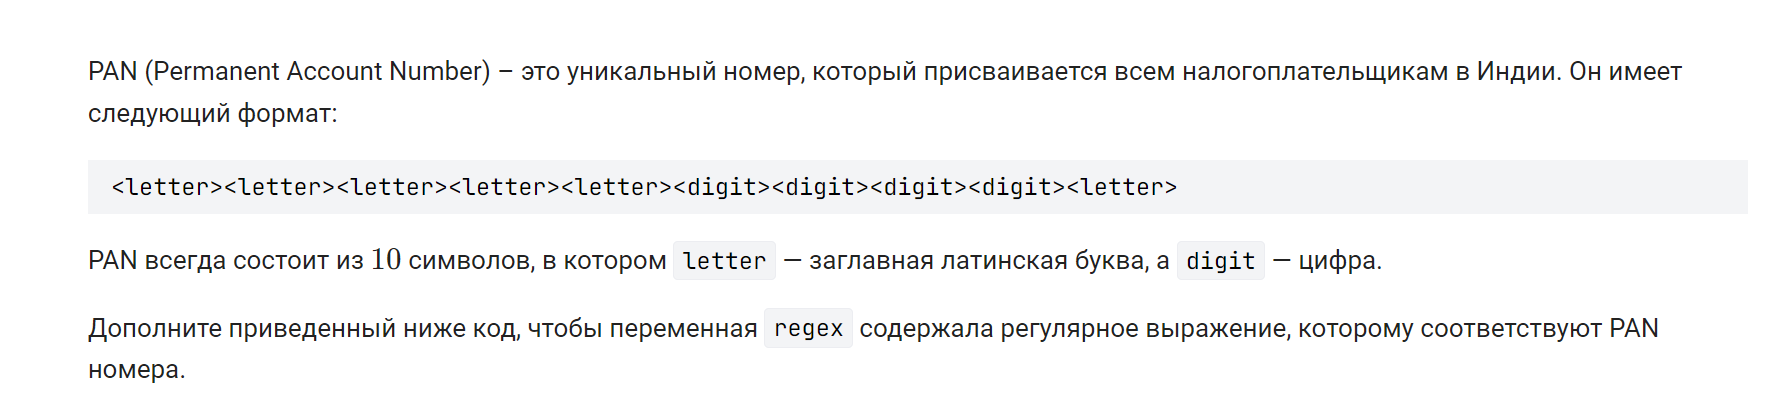 PAN (Permanent Account Number) – это уникальный номер, который присваивается всем налогоплательщикам в Индии. Он имеет
следующий формат:
<letter><letter><letter><letter><letter><digit><digit><digit><digit><letter>
PAN всегда состоит из 10 символов, в котором letter — заглавная латинская буква, а digit — цифра.
Дополните приведенный ниже код, чтобы переменная regex содержала регулярное выражение, которому соответствуют PAN
номера.